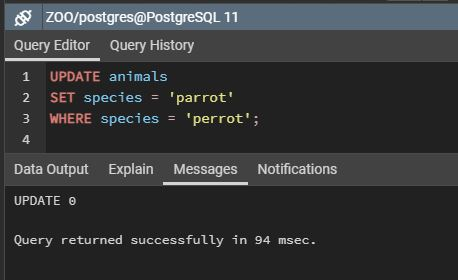 ZOO/postgres@PostgreSQL 11
Query Editor Query History
1 UPDATE animals
2 SET species = 'parrot'
3 WHERE species = 'perrot';
4
Data Output Explain Messages Notifications
UPDATE 0
Query returned successfully in 94 msec.